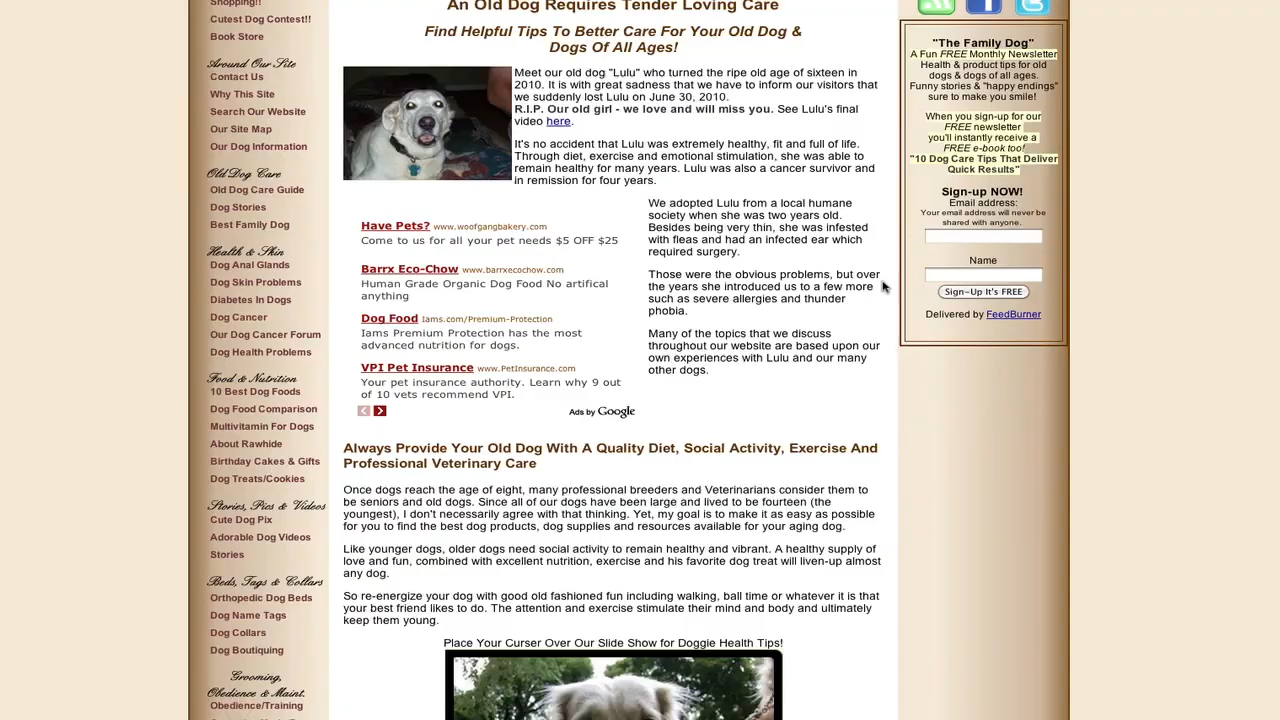 Shopping!!
Cutest Dog Contest!!
Book Store
Around Our Site
Contact Us
Why This Site
Search Our Website
Our Site Map
Our Dog Information
Old Dog Care
Old Dog Care Guide
Dog Stories
Best Family Dog
Health & Skin
Dog Anal Glands
Dog Skin Problems
Diabetes In Dogs
Dog Cancer
Our Dog Cancer Forum
Dog Health Problems
Food & Nutrition
10 Best Dog Foods
Dog Food Comparison
Multivitamin For Dogs
About Rawhide
Birthday Cakes & Gifts
Dog Treats/Cookies
Stories, Pics & Videos
Cute Dog Pix
Adorable Dog Videos
Stories
Beds, Tags & Collars
Orthopedic Dog Beds
Dog Name Tags
Dog Collars
Dog Boutiquing
Grooming,
Obedience & Maint.
Obedience/Training
An Old Dog Requires Tender Loving Care
Find Helpful Tips To Better Care For Your Old Dog &
Dogs Of All Ages!
Meet our old dog "Lulu" who turned the ripe old age of sixteen in
2010. It is with great sadness that we have to inform our visitors that
we suddenly lost Lulu on June 30, 2010.
R.I.P. Our old girl - we love and will miss you. See Lulu's final
video here.
It's no accident that Lulu was extremely healthy, fit and full of life.
Through diet, exercise and emotional stimulation, she was able to
remain healthy for many years. Lulu was also a cancer survivor and
in remission for four years.
Have Pets? www.woofgangbakery.com
Come to us for all your pet needs $5 OFF $25
Barrx Eco-Chow www.barrxecochow.com
Human Grade Organic Dog Food No artifical
anything
Dog Food Iams.com/Premium-Protection
Iams Premium Protection has the most
advanced nutrition for dogs.
VPI Pet Insurance www.PetInsurance.com
Your pet insurance authority. Learn why 9 out
of 10 vets recommend VPI.
Ads by Google
We adopted Lulu from a local humane
society when she was two years old.
Besides being very thin, she was infested
with fleas and had an infected ear which
required surgery.
Those were the obvious problems, but over
the years she introduced us to a few more
such as severe allergies and thunder
phobia.
Many of the topics that we discuss
throughout our website are based upon our
own experiences with Lulu and our many
other dogs.
Always Provide Your Old Dog With A Quality Diet, Social Activity, Exercise And
Professional Veterinary Care
Once dogs reach the age of eight, many professional breeders and Veterinarians consider them to
be seniors and old dogs. Since all of our dogs have been large and lived to be fourteen (the
youngest), I don't necessarily agree with that thinking. Yet, my goal is to make it as easy as possible
for you to find the best dog products, dog supplies and resources available for your aging dog.
Like younger dogs, older dogs need social activity to remain healthy and vibrant. A healthy supply of
love and fun, combined with excellent nutrition, exercise and his favorite dog treat will liven-up almost
any dog.
So re-energize your dog with good old fashioned fun including walking, ball time or whatever it is that
your best friend likes to do. The attention and exercise stimulate their mind and body and ultimately
keep them young.
Place Your Curser Over Our Slide Show for Doggie Health Tips!
"The Family Dog"
A Fun FREE Monthly Newsletter
Health & product tips for old
dogs & dogs of all ages.
Funny stories & "happy endings"
sure to make you smile!
When you sign-up for our
FREE newsletter
you'll instantly receive a
FREE e-book too!
"10 Dog Care Tips That Deliver
Quick Results"
Sign-up NOW!
Email address:
Your email address will never be
shared with anyone.
Name
Sign-Up It's FREE
Delivered by FeedBurner